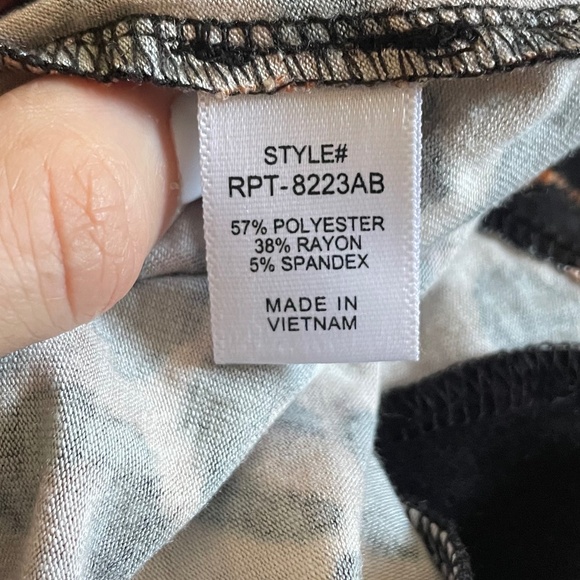 STYLE#
RPT-8223AB
57% POLYESTER
38% RAYON
5% SPANDEX
MADE IN
VIETNAM